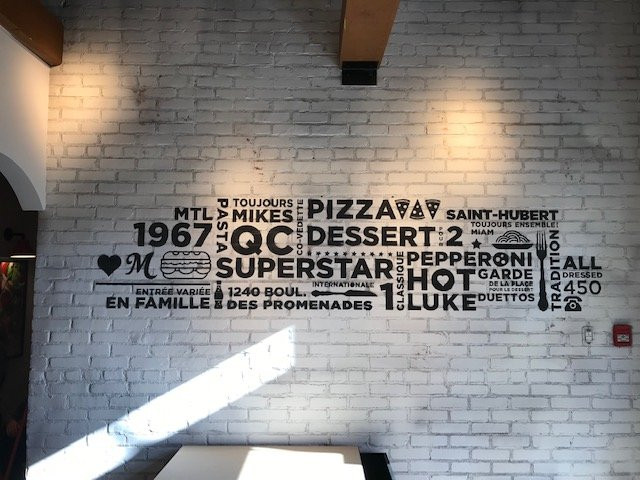 MTL
1967
M
PASTA
TOUJOURS
MIKES
QC
CO-VEDETTE
SUPERSTAR
ENTRÉE VARIÉE
EN FAMILLE
1240 BOUL.
DES PROMENADES
PIZZA
DESSERT
POUR
2
INTERNATIONALE
1
CLASSIQUE
SAINT-HUBERT
TOUJOURS ENSEMBLE!
MIAM
PEPPERONI
HOT
LUKE
GARDE
DE LA PLACE
POUR LE DESSERT
DUETTOS
TRADITION
ALL
DRESSED
450